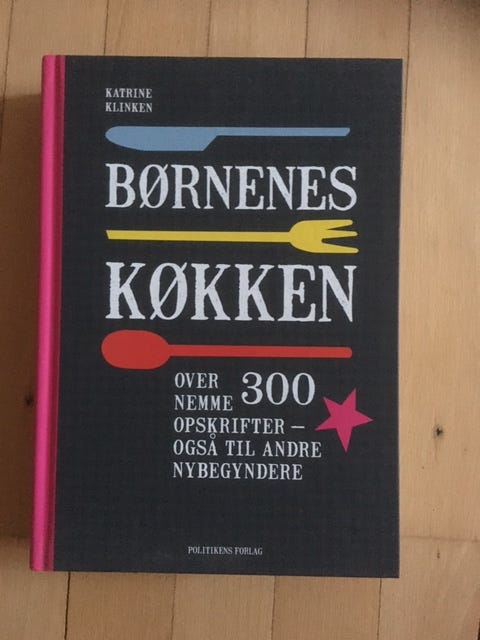 KATRINE
KLINKEN
BØRNENES
KØKKEN
OVER 300
NEMME
OPSKRIFTER –
OGSÅ TIL ANDRE
NYBEGYNDERE
POLITIKENS FORLAG